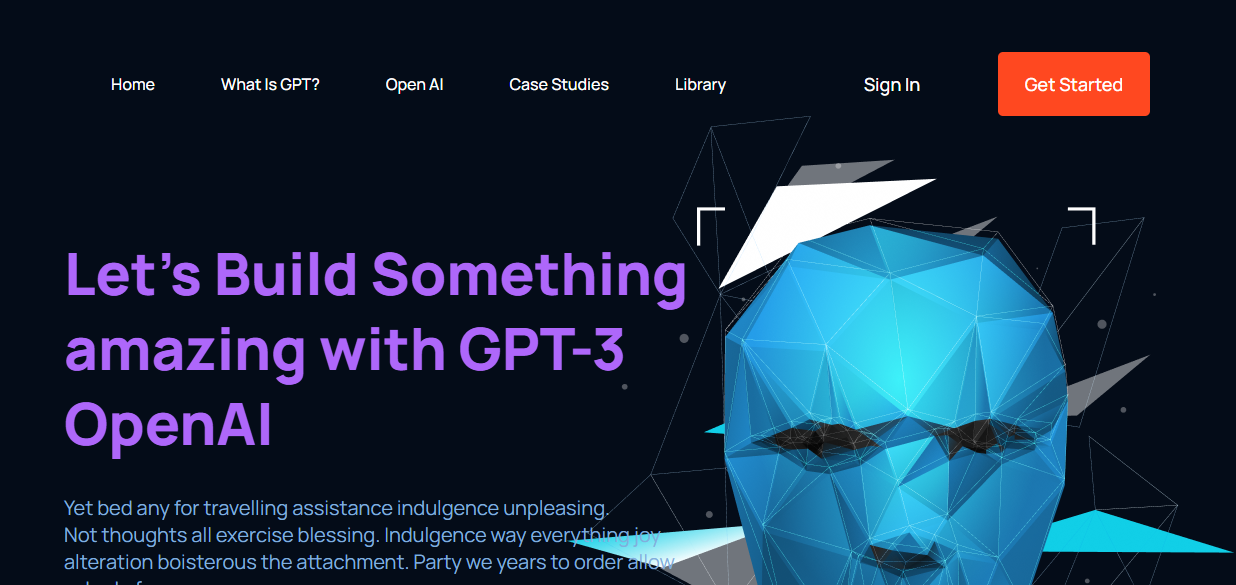 Home What Is GPT? Open AI Case Studies Library Sign In Get Started
Let's Build Something
amazing with GPT-3
OpenAI
Yet bed any for travelling assistance indulgence unpleasing.
Not thoughts all exercise blessing. Indulgence way everything joy
alteration boisterous the attachment. Party we years to order allow